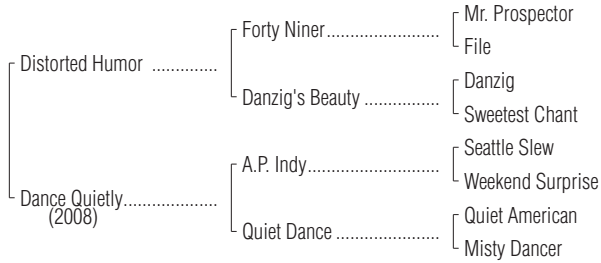 Mr. Prospector
Forty Niner......................
File
Distorted Humor .............
Danzig
Danzig's Beauty ...............
Sweetest Chant
Seattle Slew
A.P. Indy..........................
Weekend Surprise
Dance Quietly...................
(2008)
Quiet American
Quiet Dance .....................
Misty Dancer